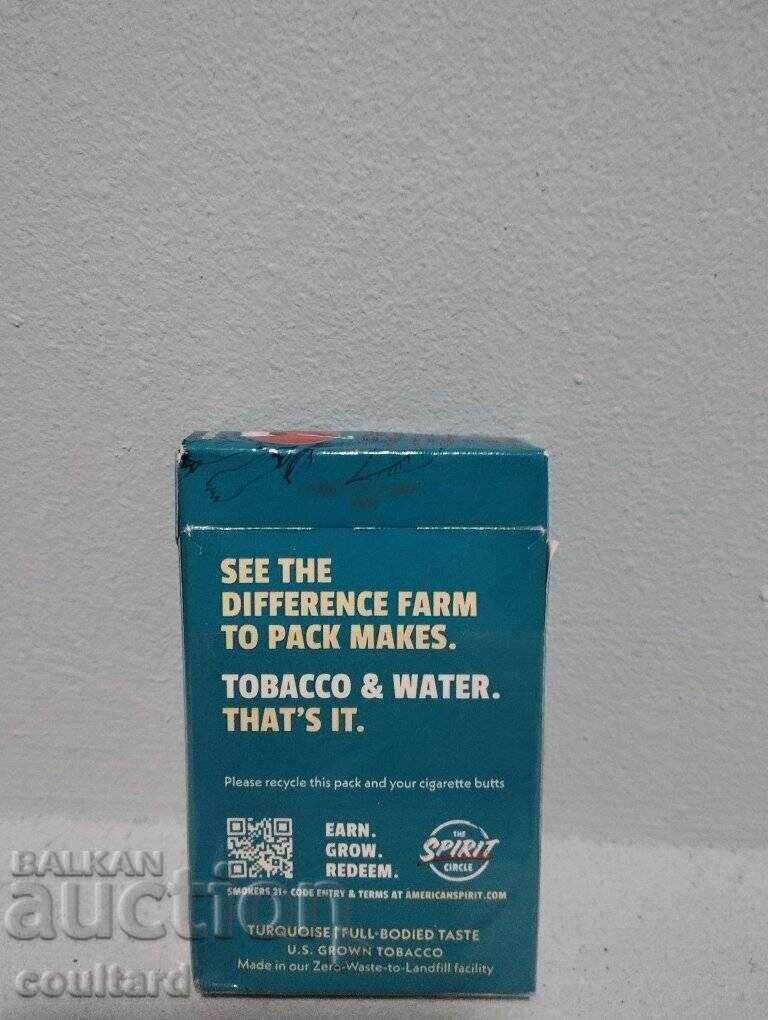 SEE THE
DIFFERENCE FARM
TO PACK MAKES.
TOBACCO & WATER.
THAT'S IT.
Please recycle this pack and your cigarette butts
EARN.
GROW.
REDEEM.
THE
SPIRIT
CIRCLE
SMOKERS 21+ CODE ENTRY & TERMS AT AMERICANSPIRIT.COM
TURQUOISE | FULL-BODIED TASTE
U.S. GROWN TOBACCO
Made in our Zero-Waste-to-Landfill facility
BALKAN
auction
coultard